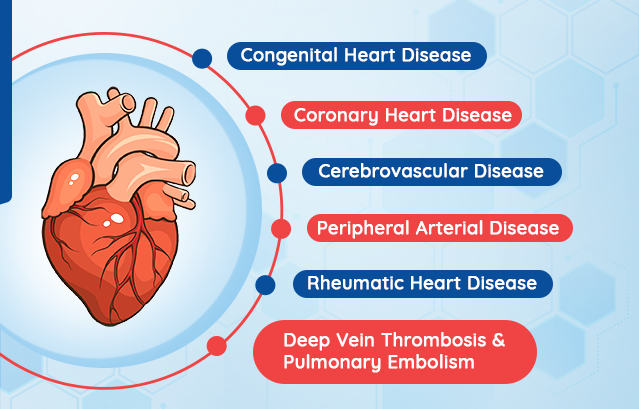 Congenital Heart Disease
Coronary Heart Disease
Cerebrovascular Disease
Peripheral Arterial Disease
Rheumatic Heart Disease
Deep Vein Thrombosis &
Pulmonary Embolism